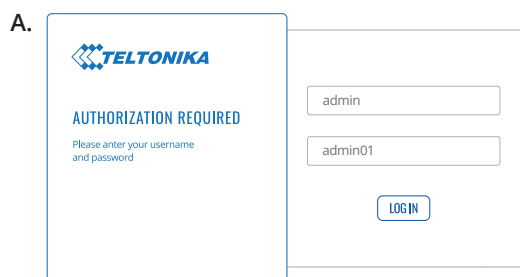 A.
TELTONIKA
AUTHORIZATION REQUIRED
Please anter your username
and password
admin
admin01
LOG IN